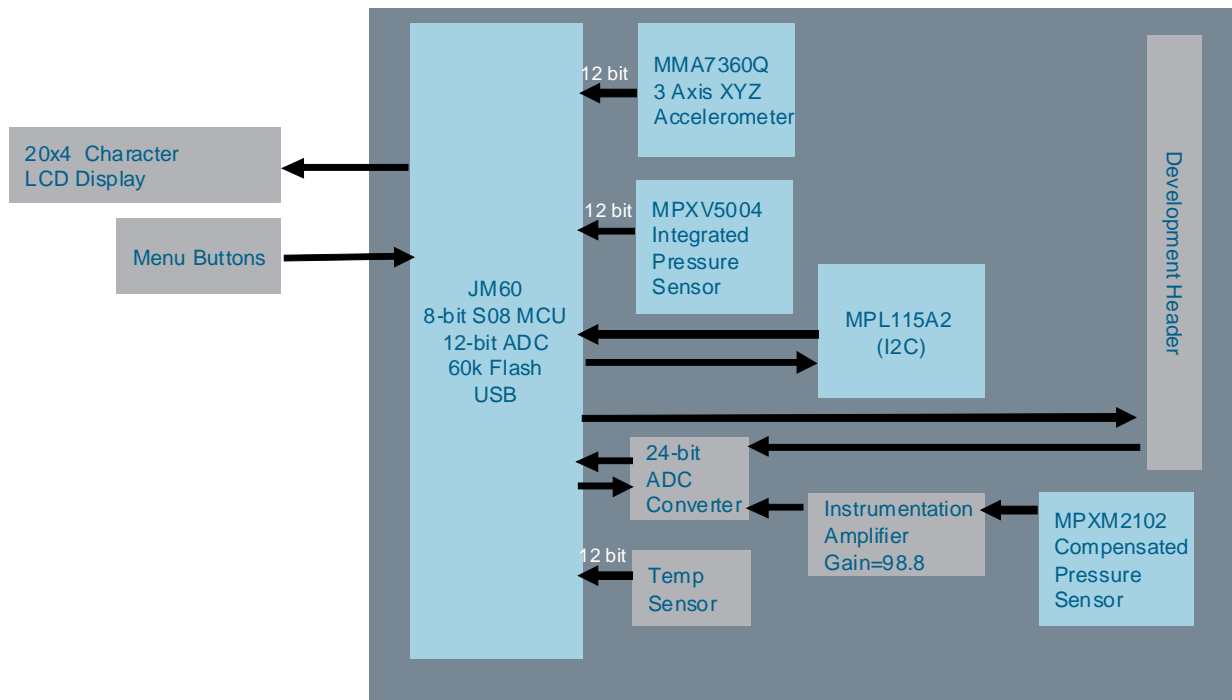 12 bit
MMA7360Q
3 Axis XYZ
Accelerometer
20x4 Character
LCD Display
Menu Buttons
12 bit
MPXV5004
Integrated
Pressure
Sensor
JM60
8-bit S08 MCU
12-bit ADC
60k Flash
USB
MPL115A2
(I2C)
Development Header
24-bit
ADC
Converter
Instrumentation
Amplifier
Gain=98.8
MPXM2102
Compensated
Pressure
Sensor
12 bit
Temp
Sensor